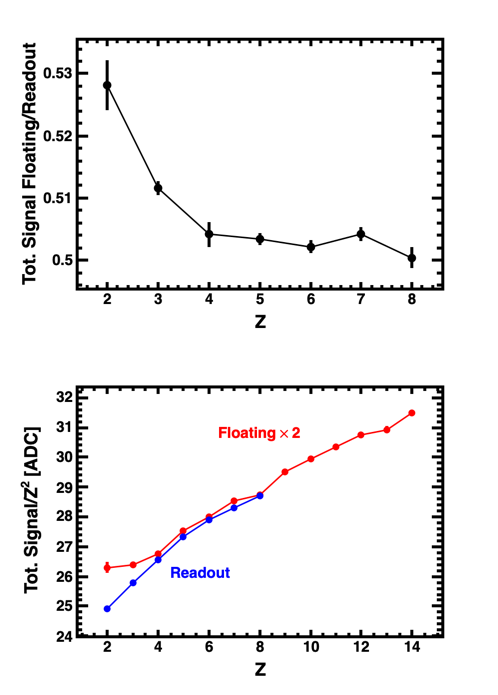 Tot. Signal Floating/Readout
0.53
0.52
0.51
0.5
2 3 4 5 6 7 8
Z
Tot. Signal/Z² [ADC]
32
31
30
29
28
27
26
25
24
Floating × 2
Readout
2 4 6 8 10 12 14
Z